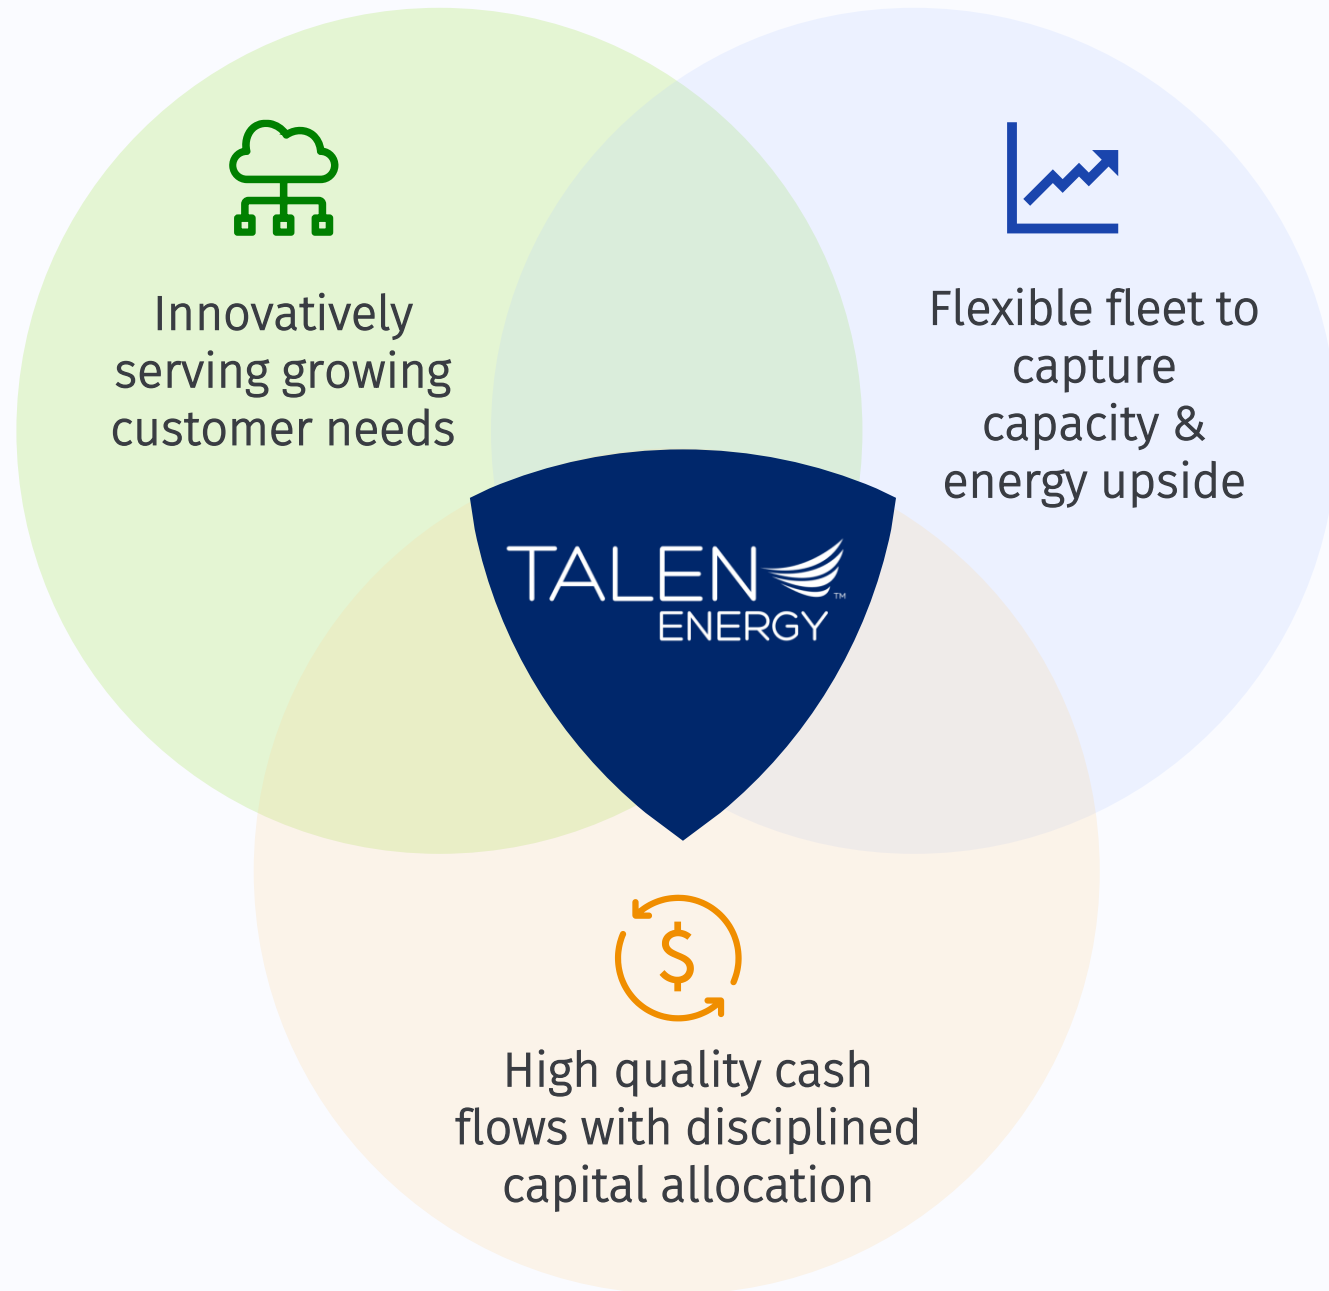 Innovatively
serving growing
customer needs
Flexible fleet to
capture
capacity &
energy upside
TALEN
™
ENERGY
$
High quality cash
flows with disciplined
capital allocation